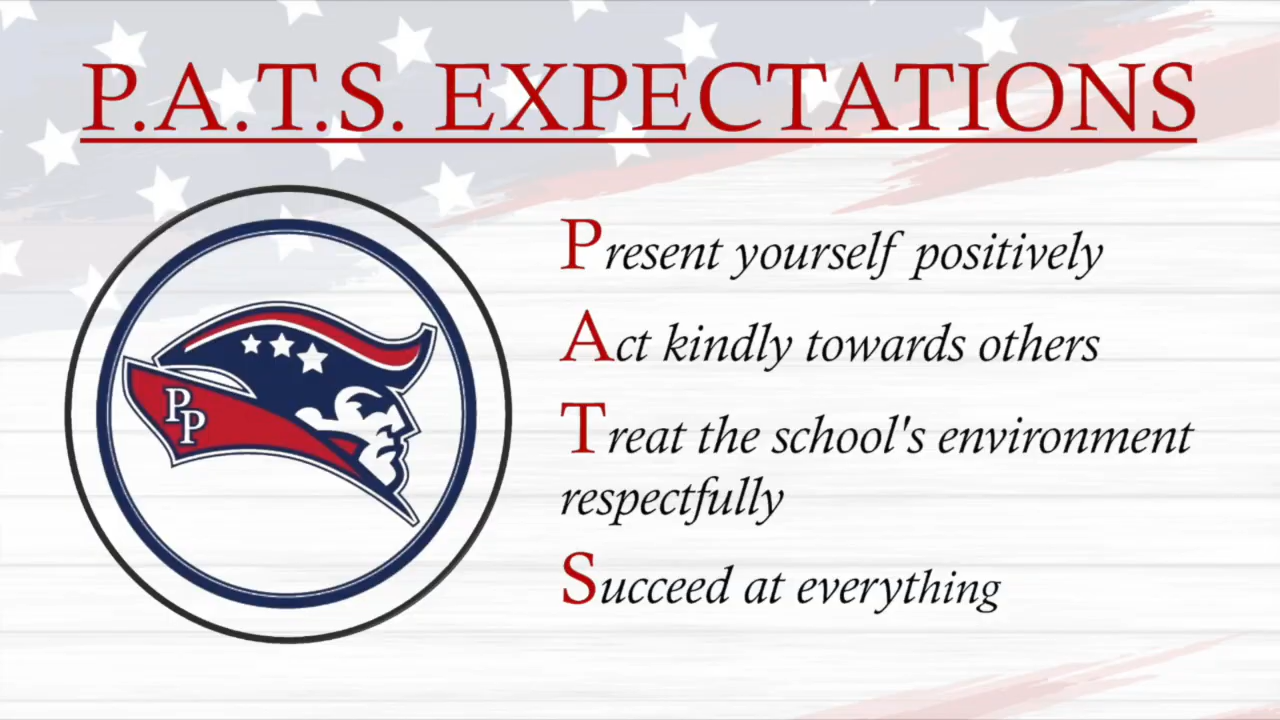 P.A.T.S. EXPECTATIONS
Present yourself positively
Act kindly towards others
Treat the school's environment
respectfully
Succeed at everything
PP